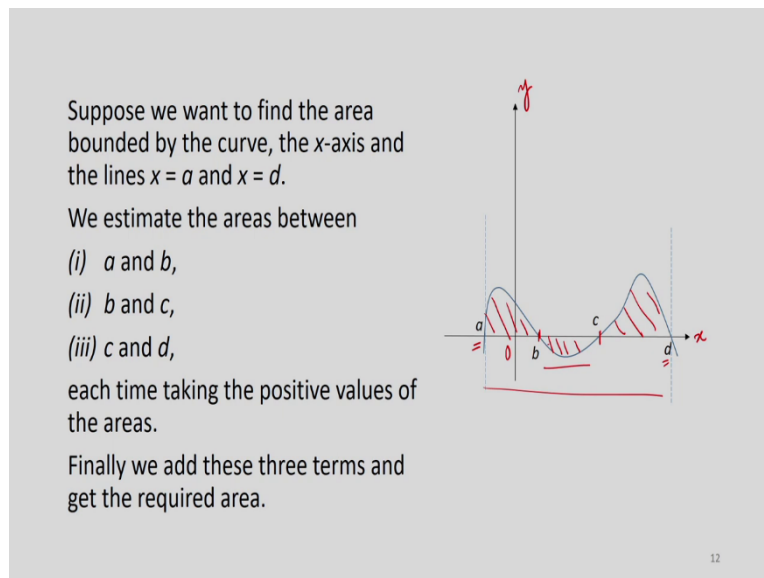 Suppose we want to find the area
bounded by the curve, the x-axis and
the lines x = a and x = d.
We estimate the areas between
(i) a and b,
(ii) b and c,
(iii) c and d,
each time taking the positive values of
the areas.
Finally we add these three terms and
get the required area.
y
a
0
b
c
d
x
12